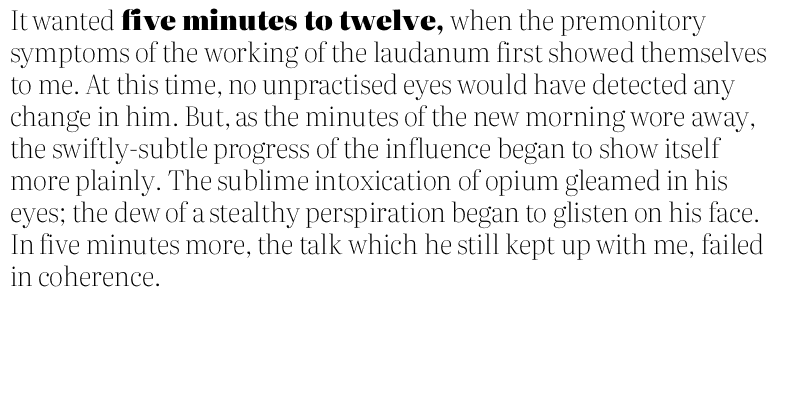 It wanted five minutes to twelve, when the premonitory
symptoms of the working of the laudanum first showed themselves
to me. At this time, no unpractised eyes would have detected any
change in him. But, as the minutes of the new morning wore away,
the swiftly-subtle progress of the influence began to show itself
more plainly. The sublime intoxication of opium gleamed in his
eyes; the dew of a stealthy perspiration began to glisten on his face.
In five minutes more, the talk which he still kept up with me, failed
in coherence.